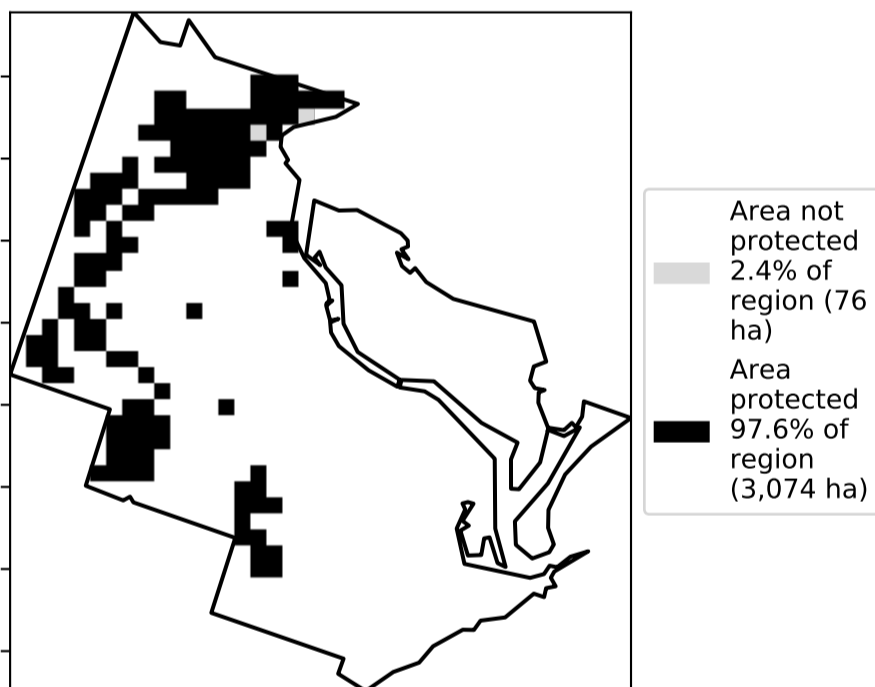 Area not
protected
2.4% of
region (76
ha)
Area
protected
97.6% of
region
(3,074 ha)